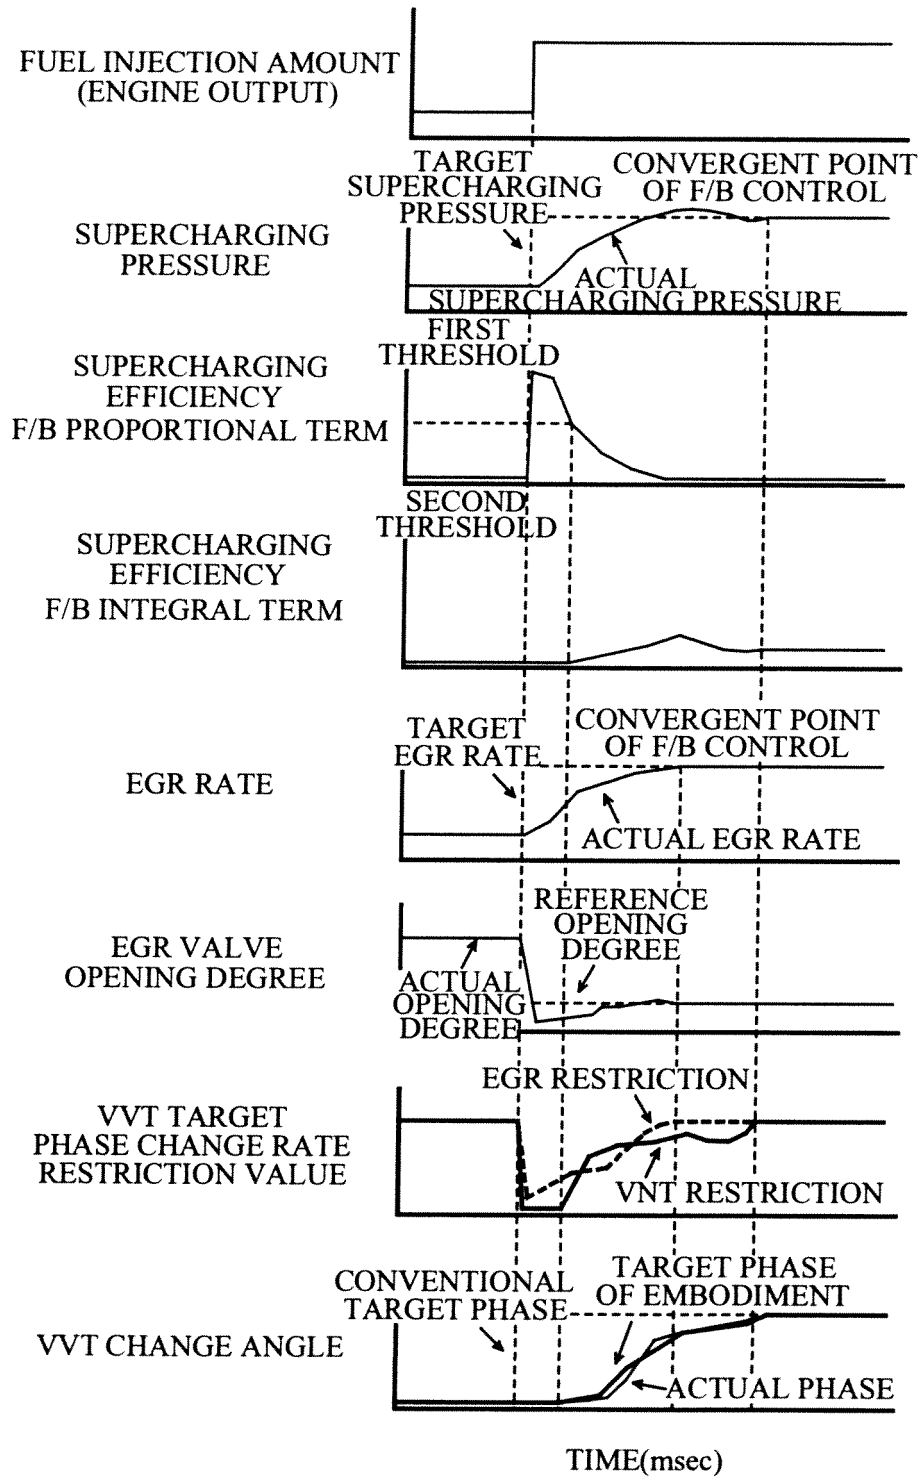 FUEL INJECTION AMOUNT
(ENGINE OUTPUT)
TARGET
SUPERCHARGING
PRESSURE
CONVERGENT POINT
OF F/B CONTROL
SUPERCHARGING
PRESSURE
ACTUAL
SUPERCHARGING PRESSURE
FIRST
THRESHOLD
SUPERCHARGING
EFFICIENCY
F/B PROPORTIONAL TERM
SECOND
THRESHOLD
SUPERCHARGING
EFFICIENCY
F/B INTEGRAL TERM
TARGET
EGR RATE
CONVERGENT POINT
OF F/B CONTROL
EGR RATE
ACTUAL EGR RATE
REFERENCE
OPENING
DEGREE
EGR VALVE
OPENING DEGREE
ACTUAL
OPENING
DEGREE
EGR RESTRICTION
VVT TARGET
PHASE CHANGE RATE
RESTRICTION VALUE
VNT RESTRICTION
CONVENTIONAL
TARGET PHASE
TARGET PHASE
OF EMBODIMENT
VVT CHANGE ANGLE
ACTUAL PHASE
TIME(msec)